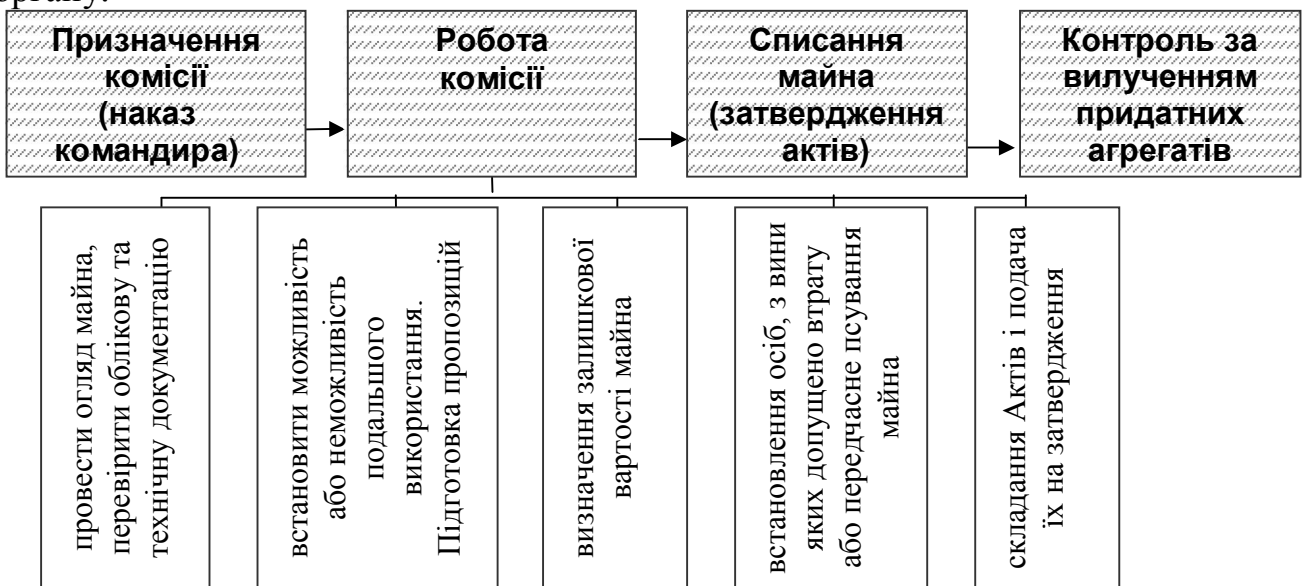 органу.
Призначення
комісії
(наказ
командира)
Робота
комісії
Списання
майна
(затвердження
актів)
Контроль за
вилученням
придатних
агрегатів
провести огляд майна,
перевірити облікову та
технічну документацію
встановити можливість
або неможливість
подальшого
використання.
Підготовка пропозицій
визначення залишкової
вартості майна
встановлення осіб, з вини
яких допущено втрату
або передчасне псування
майна
складання Актів і подача
їх на затвердження